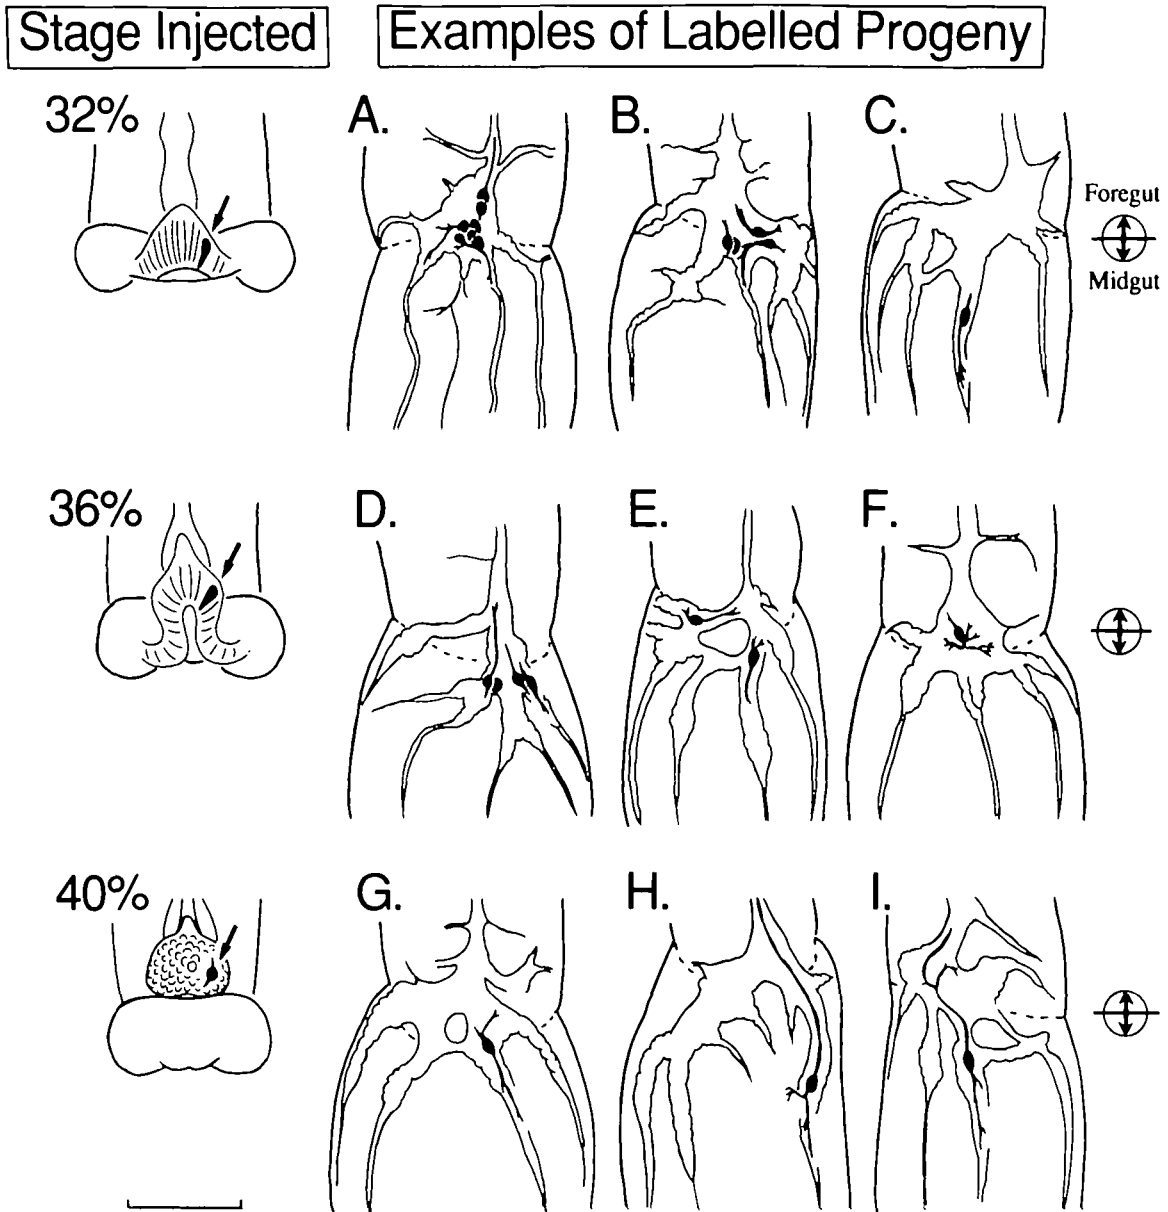 Stage Injected
Examples of Labelled Progeny
32%
A.
B.
C.
Foregut
Midgut
36%
D.
E.
F.
40%
G.
H.
I.